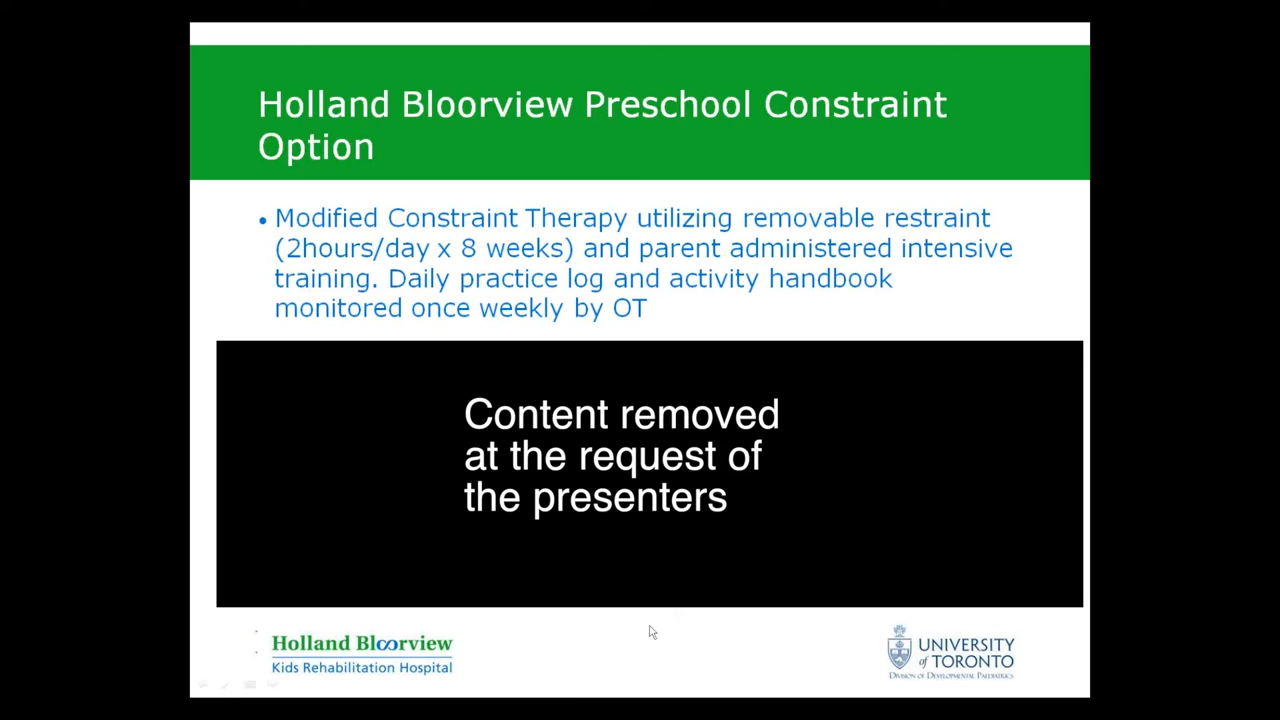 Holland Bloorview Preschool Constraint
Option
• Modified Constraint Therapy utilizing removable restraint
(2hours/day x 8 weeks) and parent administered intensive
training. Daily practice log and activity handbook
monitored once weekly by OT
Content removed
at the request of
the presenters
Holland Bloorview
Kids Rehabilitation Hospital
UNIVERSITY
of TORONTO
DIVISION OF DEVELOPMENTAL PAEDIATRICS